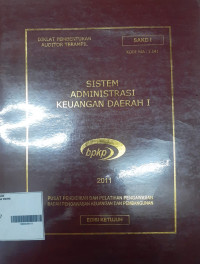 DIKLAT PEMBENTUKAN
AUDITOR TERAMPIL
SISTEM
ADMINISTRASI
KEUANGAN DAERAH I
bpkp
2011
PUSAT PENDIDIKAN DAN PELATIHAN PENGAWASAN
BADAN PENGAWASAN KEUANGAN DAN PEMBANGUNAN
EDISI KETUJUH